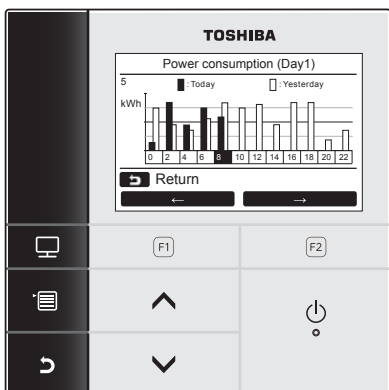 TOSHIBA
Power consumption (Day1)
5 : Today : Yesterday
kWh
0 2 4 6 8 10 12 14 16 18 20 22
Return
← →
F1 F2